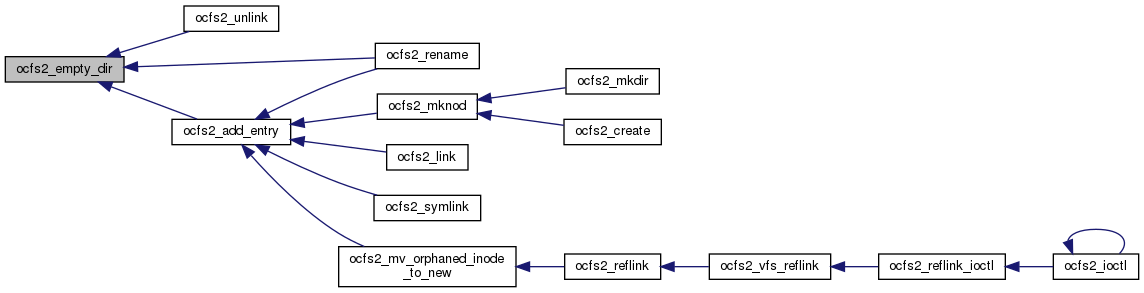 ocfs2_unlink
ocfs2_empty_dir
ocfs2_rename
ocfs2_add_entry
ocfs2_mknod
ocfs2_mkdir
ocfs2_create
ocfs2_link
ocfs2_symlink
ocfs2_mv_orphaned_inode
_to_new
ocfs2_reflink
ocfs2_vfs_reflink
ocfs2_reflink_ioctl
ocfs2_ioctl